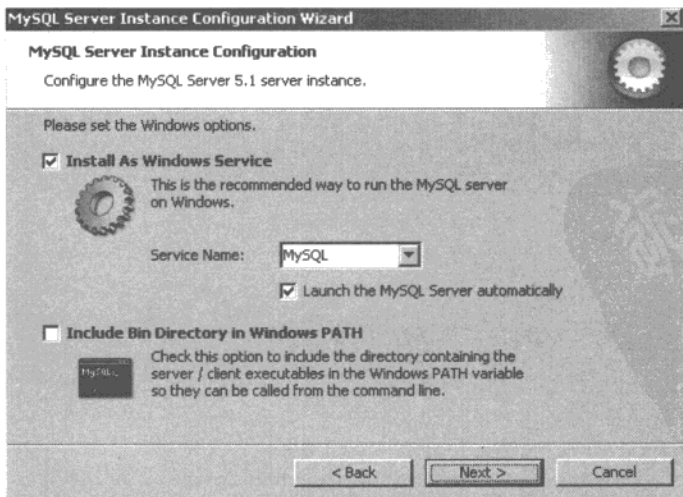 MySQL Server Instance Configuration Wizard
MySQL Server Instance Configuration
Configure the MySQL Server 5.1 server instance.
Please set the Windows options.
Install As Windows Service
This is the recommended way to run the MySQL server
on Windows.
Service Name:
MySQL
Launch the MySQL Server automatically
Include Bin Directory in Windows PATH
Check this option to include the directory containing the
server / client executables in the Windows PATH variable
so they can be called from the command line.
< Back
Next >
Cancel